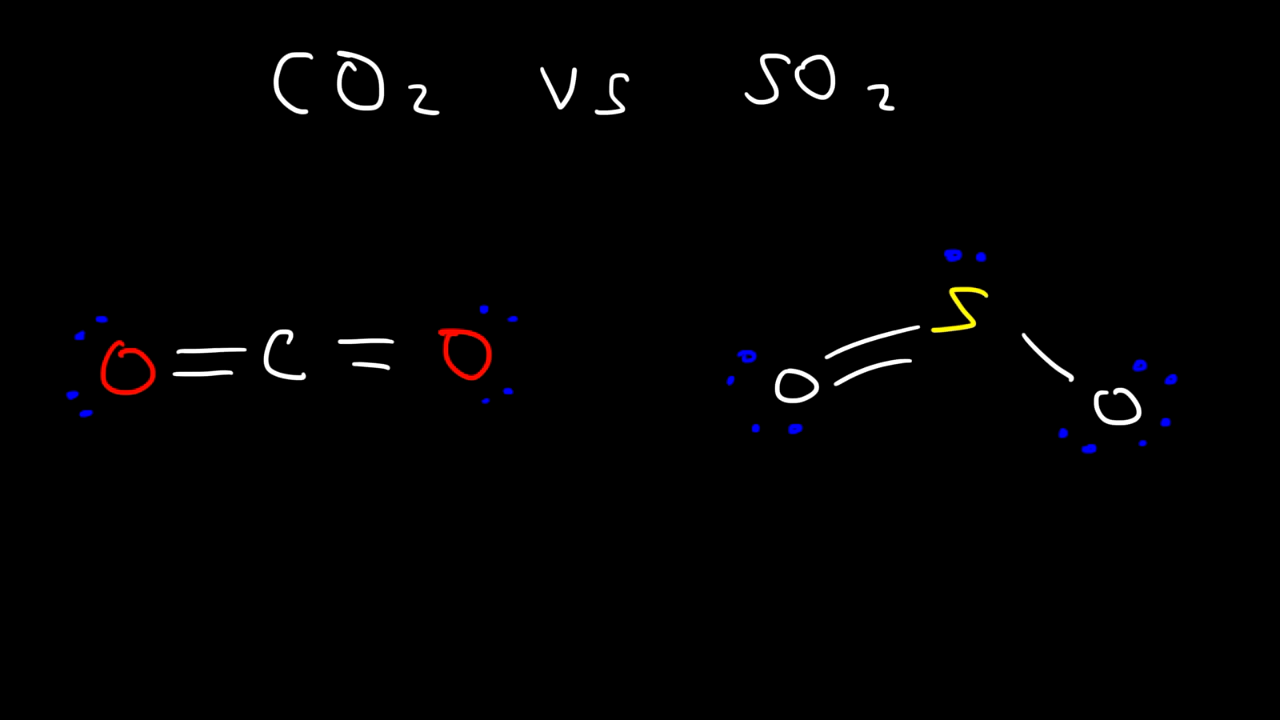 CO₂ vs SO₂
O=C=O
O=S-O